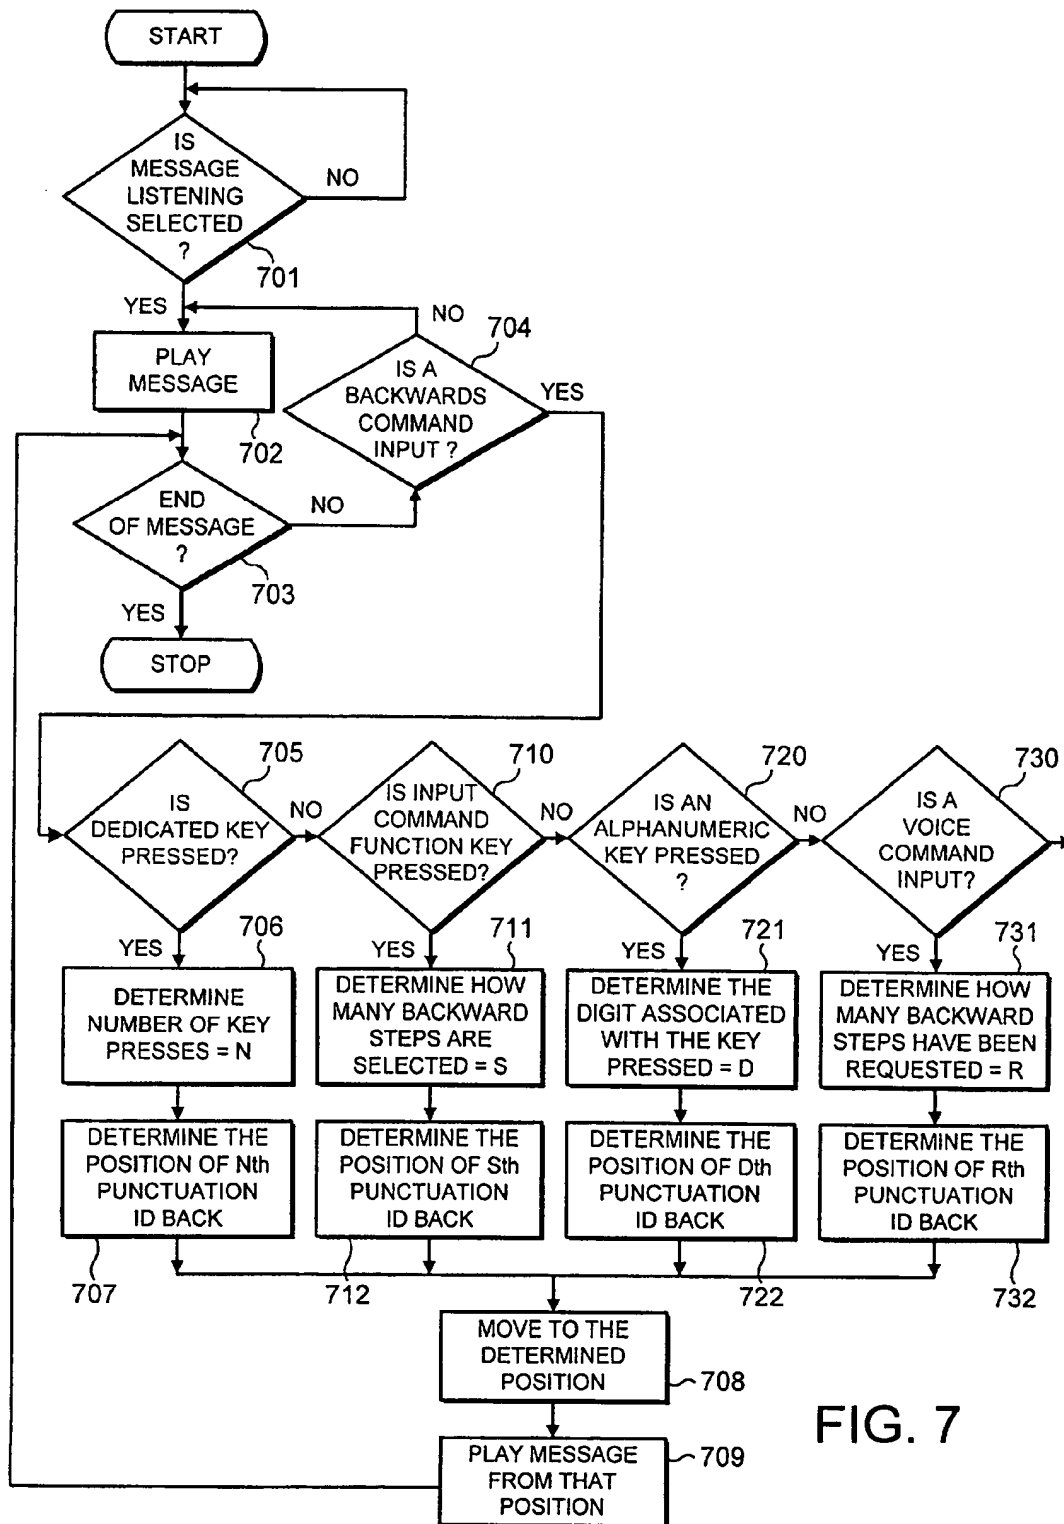 START
IS
MESSAGE
LISTENING
SELECTED
?
NO
701
YES
NO
704
PLAY
MESSAGE
702
IS A
BACKWARDS
COMMAND
INPUT ?
YES
END
OF MESSAGE
?
NO
703
YES
STOP
705
IS
DEDICATED KEY
PRESSED?
NO
710
IS INPUT
COMMAND
FUNCTION KEY
PRESSED?
NO
720
IS AN
ALPHANUMERIC
KEY PRESSED
?
NO
730
IS A
VOICE
COMMAND
INPUT?
YES
706
YES
711
YES
721
YES
731
DETERMINE
NUMBER OF KEY
PRESSES = N
DETERMINE HOW
MANY BACKWARD
STEPS ARE
SELECTED = S
DETERMINE THE
DIGIT ASSOCIATED
WITH THE KEY
PRESSED = D
DETERMINE HOW
MANY BACKWARD
STEPS HAVE BEEN
REQUESTED = R
DETERMINE THE
POSITION OF Nth
PUNCTUATION
ID BACK
DETERMINE THE
POSITION OF Sth
PUNCTUATION
ID BACK
DETERMINE THE
POSITION OF Dth
PUNCTUATION
ID BACK
DETERMINE THE
POSITION OF Rth
PUNCTUATION
ID BACK
707
712
722
732
MOVE TO THE
DETERMINED
POSITION
708
PLAY MESSAGE
FROM THAT
POSITION
709
FIG. 7